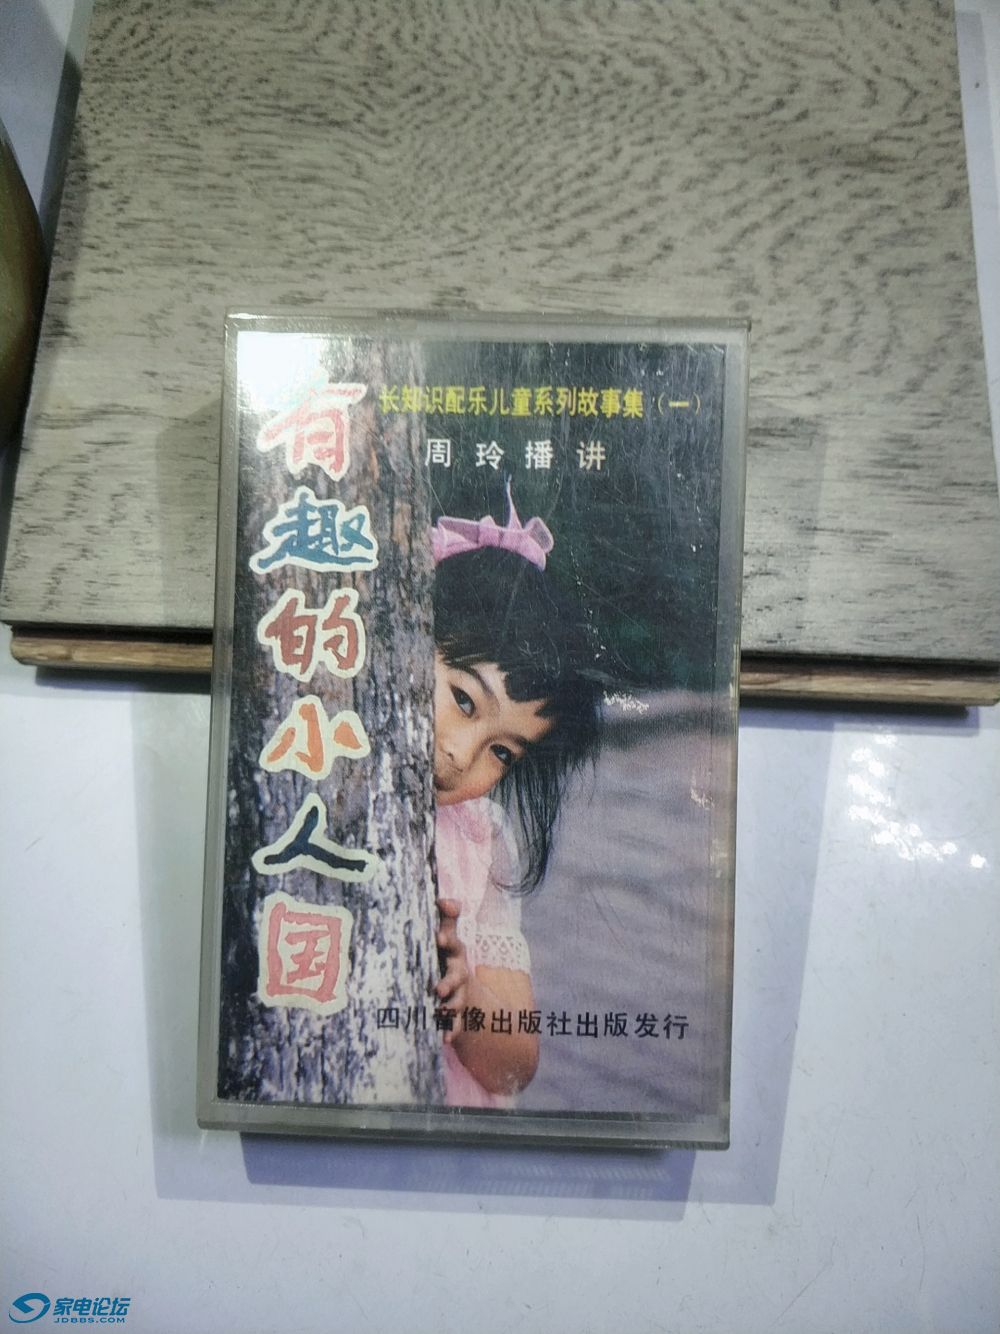 长知识配乐儿童系列故事集（一）
周玲播讲
有趣的小人国
四川音像出版社出版发行
家电论坛
JDBBS.COM